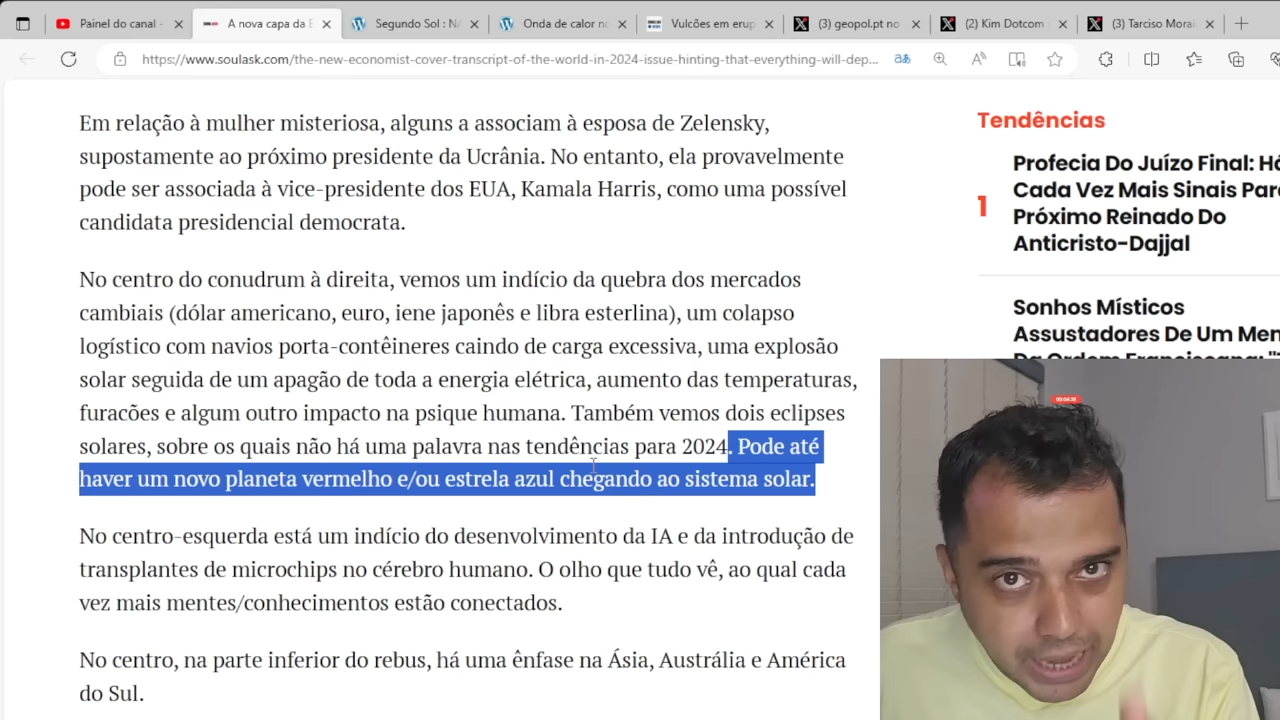 Painel do canal -
A nova capa da E
Segundo Sol : NA
Onda de calor no
Vulcões em erup
(3) geopol.pt no
(2) Kim Dotcom
(3) Tarciso Morai
https://www.soulask.com/the-new-economist-cover-transcript-of-the-world-in-2024-issue-hinting-that-everything-will-dep...
Em relação à mulher misteriosa, alguns a associam à esposa de Zelensky,
supostamente ao próximo presidente da Ucrânia. No entanto, ela provavelmente
pode ser associada à vice-presidente dos EUA, Kamala Harris, como uma possível
candidata presidencial democrata.
No centro do conudrum à direita, vemos um indício da quebra dos mercados
cambiais (dólar americano, euro, iene japonês e libra esterlina), um colapso
logístico com navios porta-contêineres caindo de carga excessiva, uma explosão
solar seguida de um apagão de toda a energia elétrica, aumento das temperaturas,
furacões e algum outro impacto na psique humana. Também vemos dois eclipses
solares, sobre os quais não há uma palavra nas tendências para 2024. Pode até
haver um novo planeta vermelho e/ou estrela azul chegando ao sistema solar.
No centro-esquerda está um indício do desenvolvimento da IA e da introdução de
transplantes de microchips no cérebro humano. O olho que tudo vê, ao qual cada
vez mais mentes/conhecimentos estão conectados.
No centro, na parte inferior do rebus, há uma ênfase na Ásia, Austrália e América
do Sul.
Tendências
1
Profecia Do Juízo Final: Há
Cada Vez Mais Sinais Para
Próximo Reinado Do
Anticristo-Dajjal
Sonhos Místicos
Assustadores De Um Men
Da Ordem Franciscana: "
00:04:20